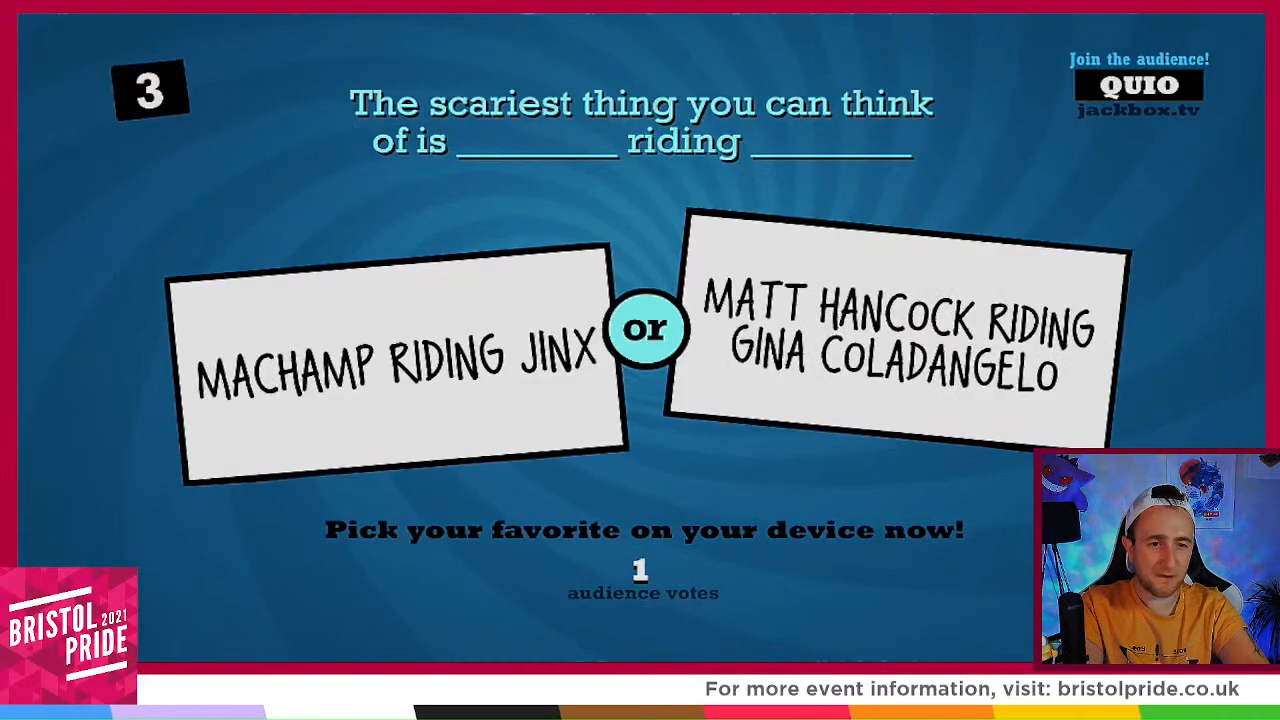 3
The scariest thing you can think
of is _________ riding _________
Join the audience!
QUIO
jackbox.tv
MACHAMP RIDING JINX
or
MATT HANCOCK RIDING
GINA COLADANGELO
Pick your favorite on your device now!
1
audience votes
BRISTOL
2021
PRIDE
For more event information, visit: bristolpride.co.uk